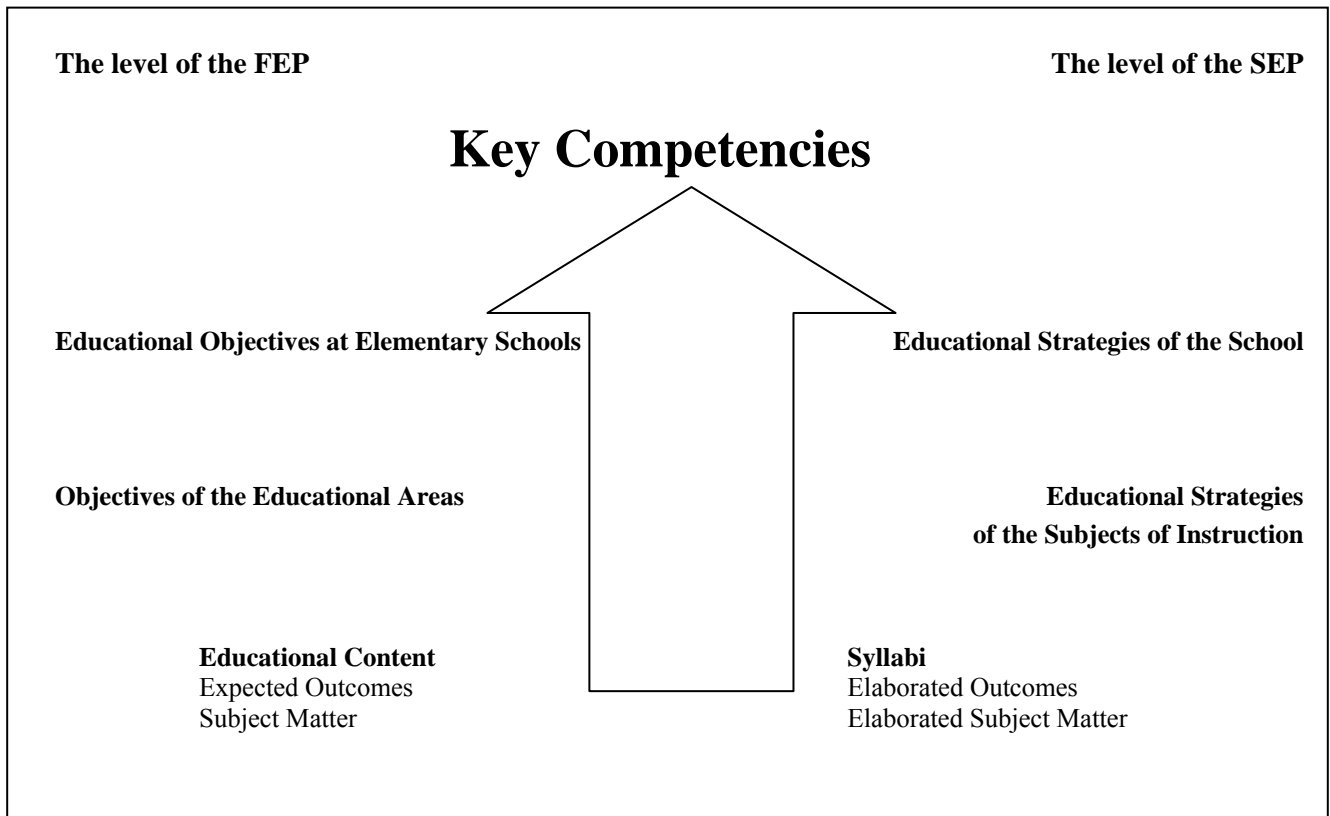 The level of the FEP
The level of the SEP
Key Competencies
Educational Objectives at Elementary Schools
Educational Strategies of the School
Objectives of the Educational Areas
Educational Strategies
of the Subjects of Instruction
Educational Content
Expected Outcomes
Subject Matter
Syllabi
Elaborated Outcomes
Elaborated Subject Matter